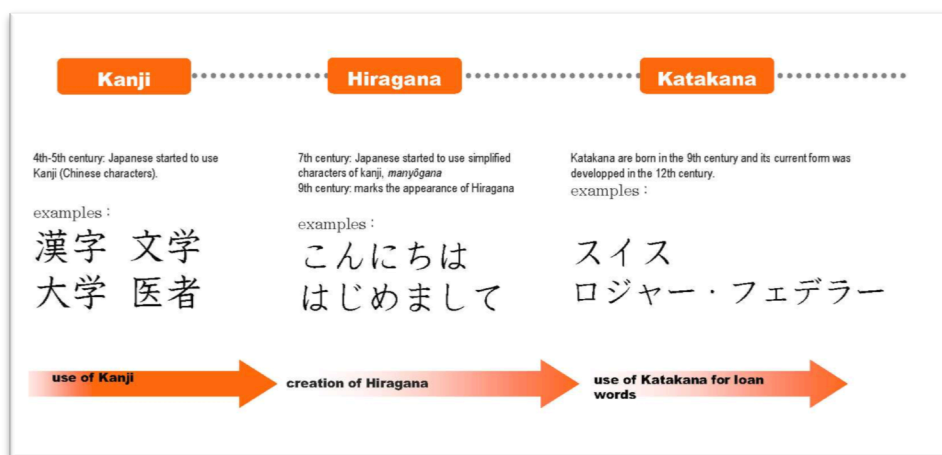 Kanji
Hiragana
Katakana
4th-5th century: Japanese started to use
Kanji (Chinese characters).
examples :
漢字 文学
大学 医者
7th century: Japanese started to use simplified
characters of kanji, manyôgana
9th century: marks the appearance of Hiragana
examples :
こんにちは
はじめまして
Katakana are born in the 9th century and its current form was
developped in the 12th century.
examples :
スイス
ロジャー・フェデラー
use of Kanji
creation of Hiragana
use of Katakana for loan
words